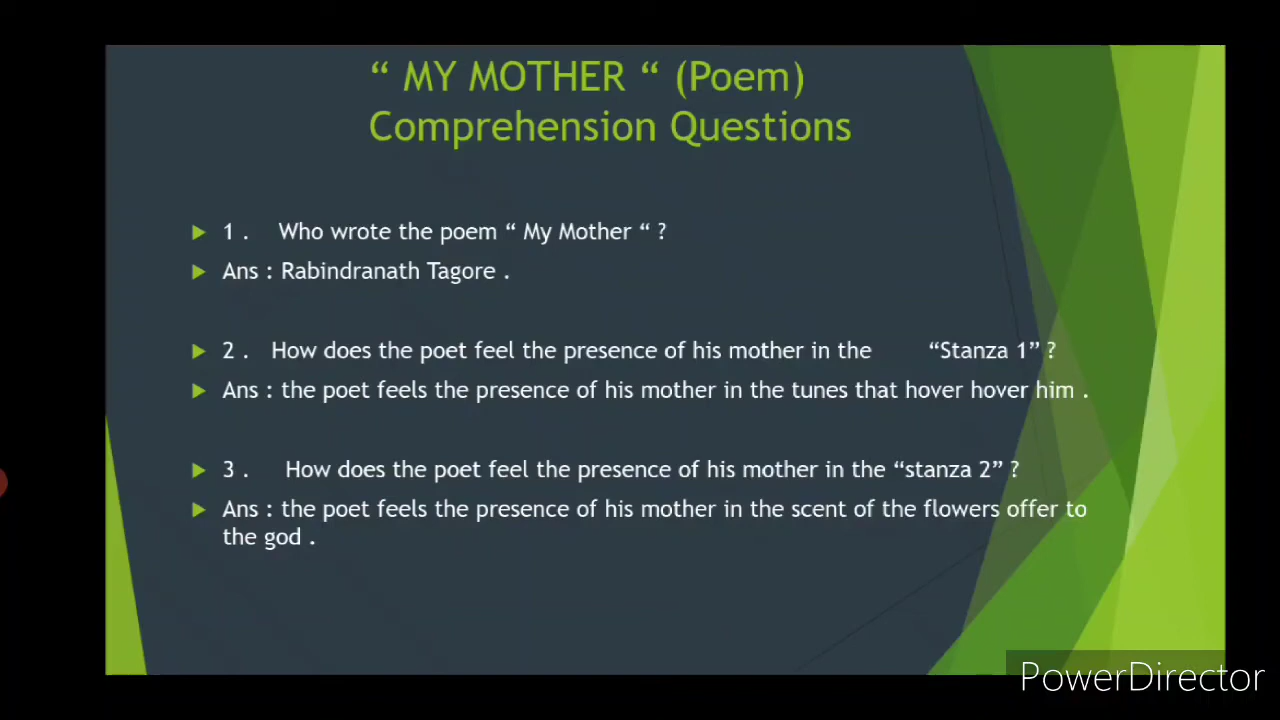 “ MY MOTHER “ (Poem)
Comprehension Questions
1 . Who wrote the poem “ My Mother “ ?
Ans : Rabindranath Tagore .
2 . How does the poet feel the presence of his mother in the “Stanza 1” ?
Ans : the poet feels the presence of his mother in the tunes that hover hover him .
3 . How does the poet feel the presence of his mother in the “stanza 2” ?
Ans : the poet feels the presence of his mother in the scent of the flowers offer to
the god .
PowerDirector